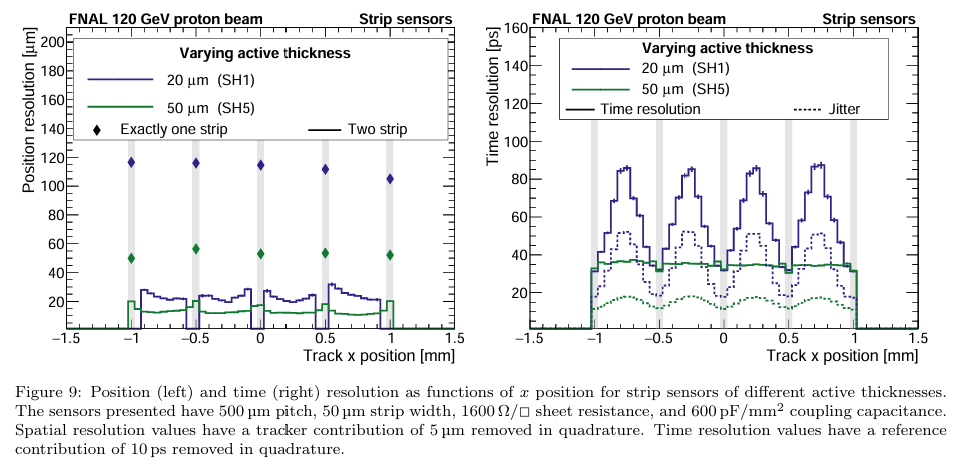 FNAL 120 GeV proton beam Strip sensors
Position resolution [μm]
Varying active thickness
20 μm (SH1)
50 μm (SH5)
Exactly one strip Two strip
200
180
160
140
120
100
80
60
40
20
−1.5 −1 −0.5 0 0.5 1 1.5
Track x position [mm]
FNAL 120 GeV proton beam Strip sensors
Time resolution [ps]
Varying active thickness
20 μm (SH1)
50 μm (SH5)
Time resolution Jitter
160
140
120
100
80
60
40
20
−1.5 −1 −0.5 0 0.5 1 1.5
Track x position [mm]
Figure 9: Position (left) and time (right) resolution as functions of x position for strip sensors of different active thicknesses.
The sensors presented have 500 μm pitch, 50 μm strip width, 1600 Ω/□ sheet resistance, and 600 pF/mm² coupling capacitance.
Spatial resolution values have a tracker contribution of 5 μm removed in quadrature. Time resolution values have a reference
contribution of 10 ps removed in quadrature.